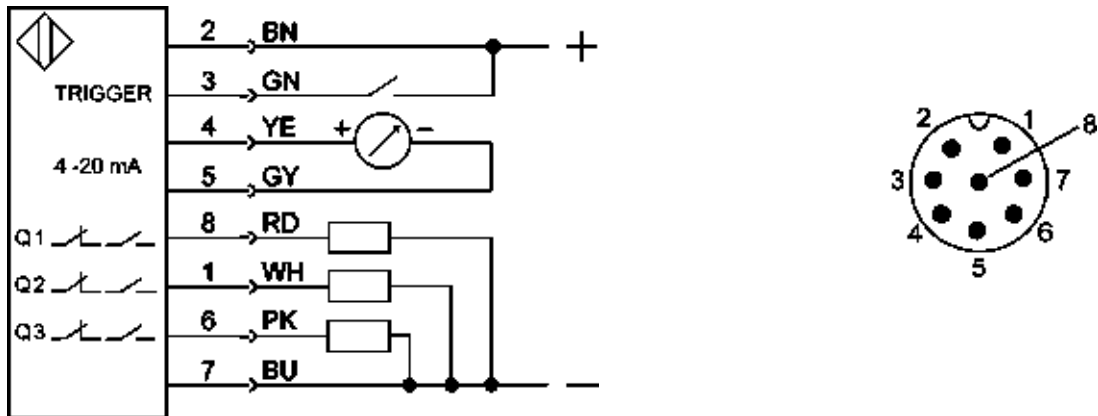 2 BN +
TRIGGER 3 GN
4 YE + −
4 -20 mA
5 GY
Q1 8 RD
Q2 1 WH
Q3 6 PK
7 BU −
2 1 8
3 7
4 6
5